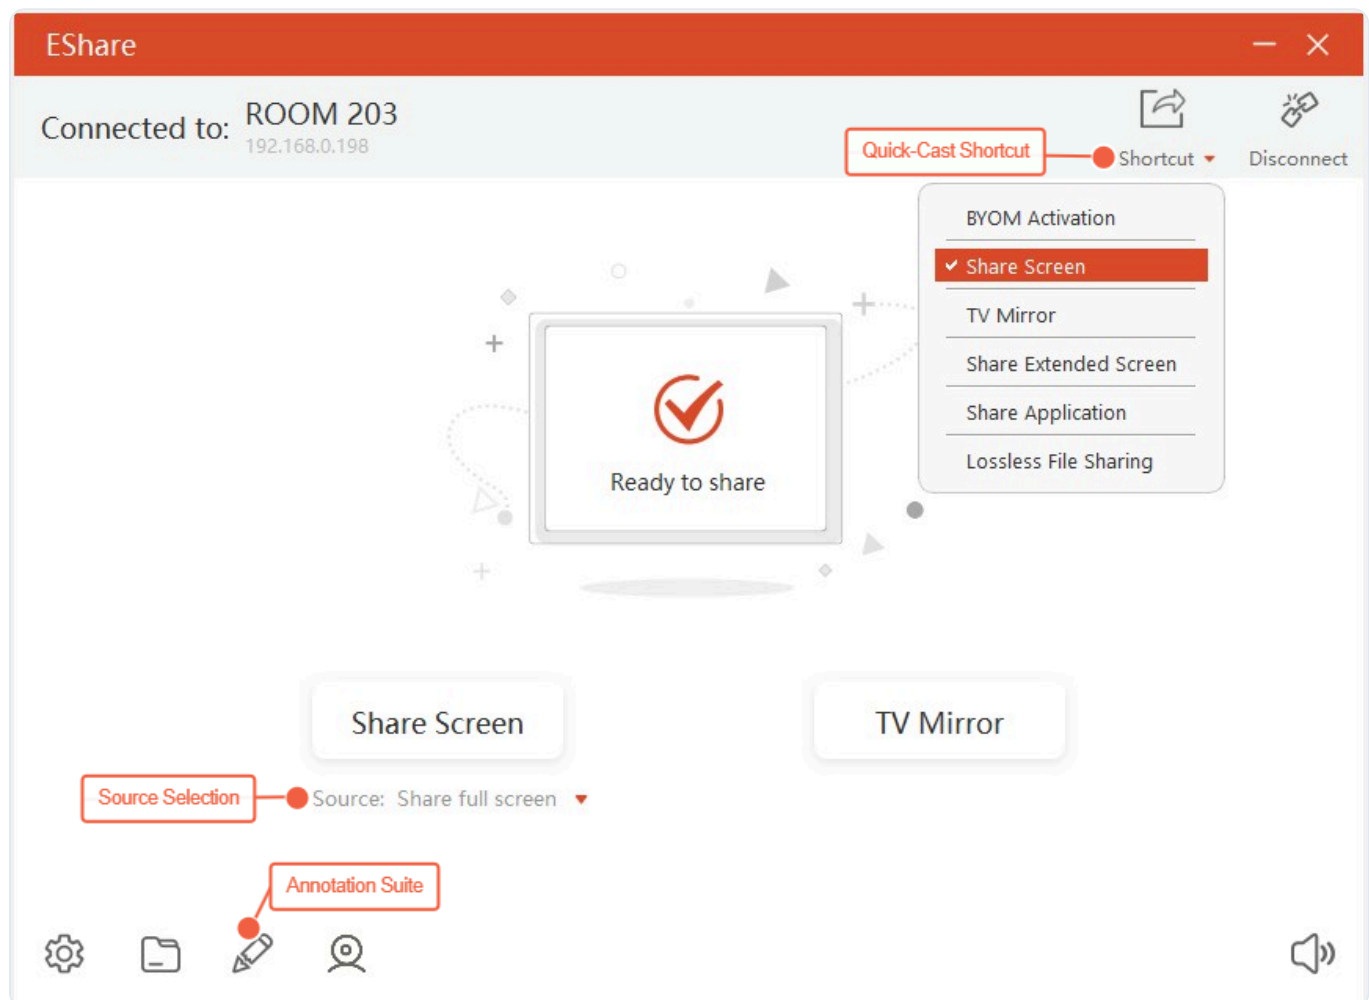 EShare
Connected to: ROOM 203
192.168.0.198
Quick-Cast Shortcut
Shortcut
Disconnect
BYOM Activation
Share Screen
TV Mirror
Share Extended Screen
Share Application
Lossless File Sharing
Ready to share
Share Screen
TV Mirror
Source Selection
Source: Share full screen
Annotation Suite